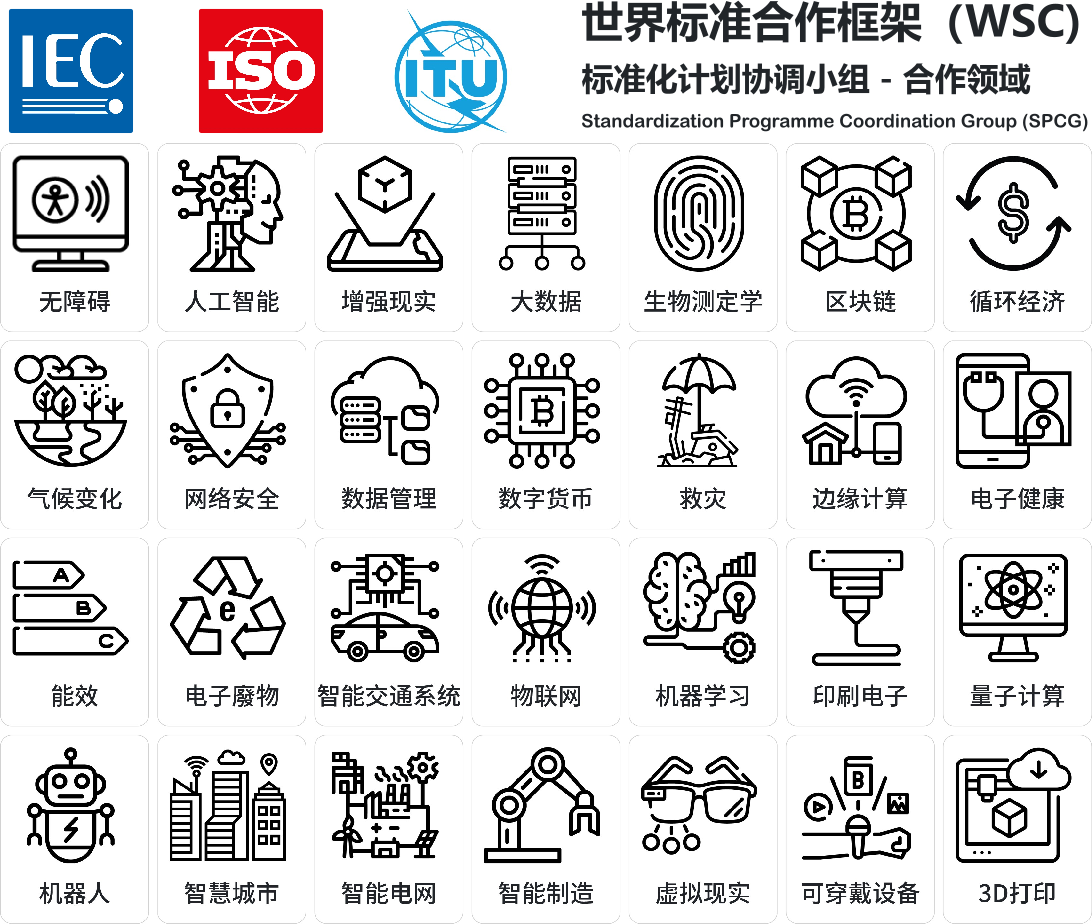 IEC
ISO
ITU
世界标准合作框架（WSC）
标准化计划协调小组 - 合作领域
Standardization Programme Coordination Group (SPCG)
无障碍
人工智能
增强现实
大数据
生物测定学
B
区块链
$
循环经济
气候变化
网络安全
数据管理
B
数字货币
救灾
边缘计算
电子健康
A
B
C
能效
e
电子廢物
智能交通系统
物联网
机器学习
印刷电子
量子计算
机器人
智慧城市
智能电网
智能制造
虚拟现实
B
可穿戴设备
3D打印